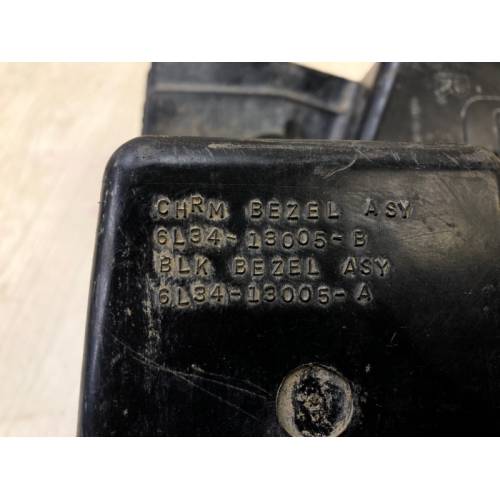 CHRM BEZEL ASY
6L34-13005-B
BLK BEZEL ASY
6L34-13005-A